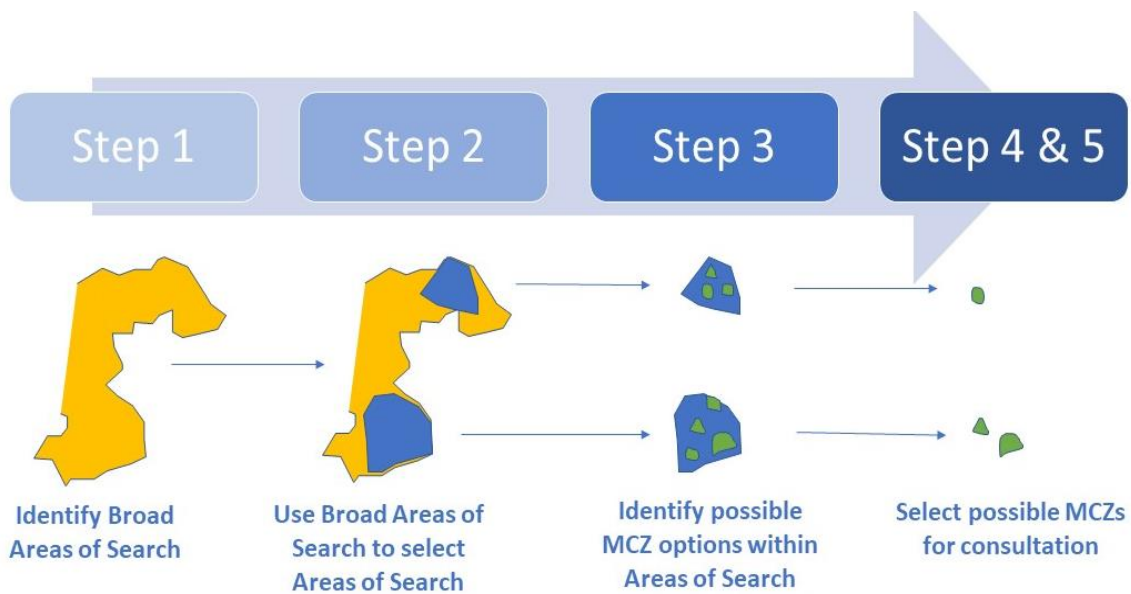 Step 1
Step 2
Step 3
Step 4 & 5
Identify Broad
Areas of Search
Use Broad Areas of
Search to select
Areas of Search
Identify possible
MCZ options within
Areas of Search
Select possible MCZs
for consultation